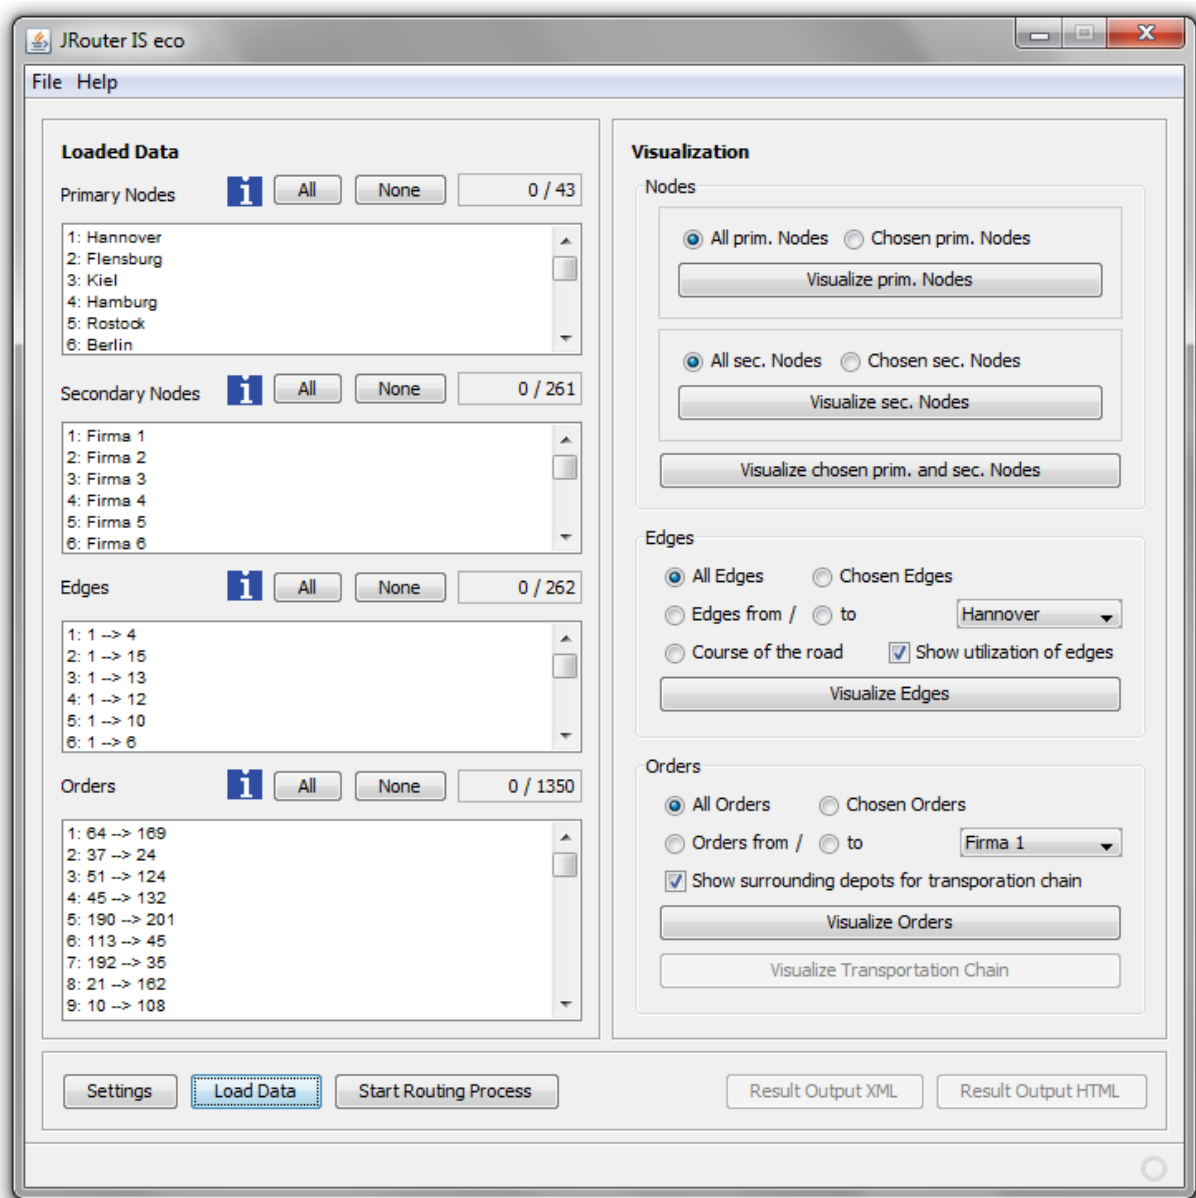 JRouter IS eco
File Help
Loaded Data
Primary Nodes i All None 0 / 43
1: Hannover
2: Flensburg
3: Kiel
4: Hamburg
5: Rostock
6: Berlin
Secondary Nodes i All None 0 / 261
1: Firma 1
2: Firma 2
3: Firma 3
4: Firma 4
5: Firma 5
6: Firma 6
Edges i All None 0 / 262
1: 1 --> 4
2: 1 --> 15
3: 1 --> 13
4: 1 --> 12
5: 1 --> 10
6: 1 --> 6
Orders i All None 0 / 1350
1: 64 --> 169
2: 37 --> 24
3: 51 --> 124
4: 45 --> 132
5: 190 --> 201
6: 113 --> 45
7: 192 --> 35
8: 21 --> 162
9: 10 --> 108
Visualization
Nodes
All prim. Nodes Chosen prim. Nodes
Visualize prim. Nodes
All sec. Nodes Chosen sec. Nodes
Visualize sec. Nodes
Visualize chosen prim. and sec. Nodes
Edges
All Edges Chosen Edges
Edges from / to Hannover
Course of the road Show utilization of edges
Visualize Edges
Orders
All Orders Chosen Orders
Orders from / to Firma 1
Show surrounding depots for transporation chain
Visualize Orders
Visualize Transportation Chain
Settings Load Data Start Routing Process Result Output XML Result Output HTML